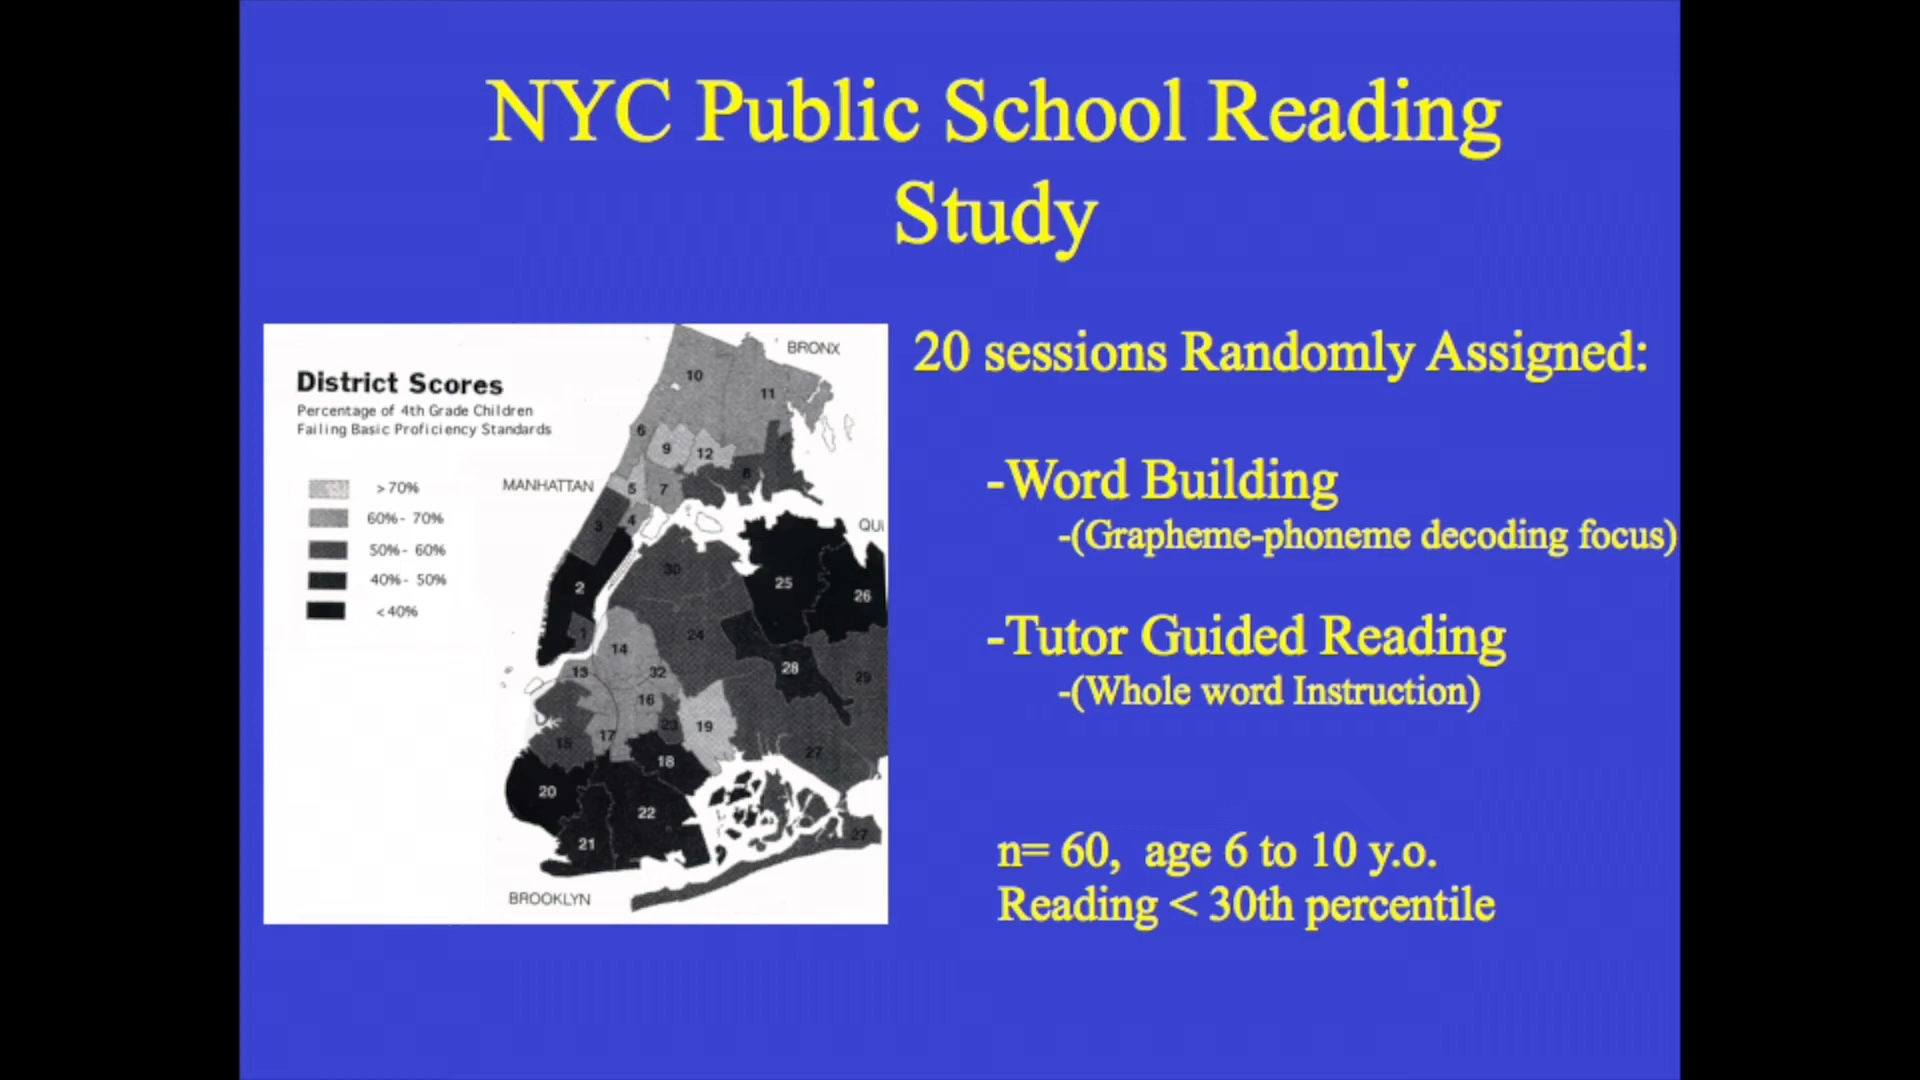 NYC Public School Reading
Study
District Scores
Percentage of 4th Grade Children
Failing Basic Proficiency Standards
> 70%
60%- 70%
50%- 60%
40%- 50%
< 40%
BRONX
10
11
6
9
12
8
MANHATTAN
5
7
3
4
QU
30
25
2
26
1
24
14
28
13
32
29
16
23
19
17
15
27
18
20
22
27
21
BROOKLYN
20 sessions Randomly Assigned:
-Word Building
-(Grapheme-phoneme decoding focus)
-Tutor Guided Reading
-(Whole word Instruction)
n= 60, age 6 to 10 y.o.
Reading < 30th percentile